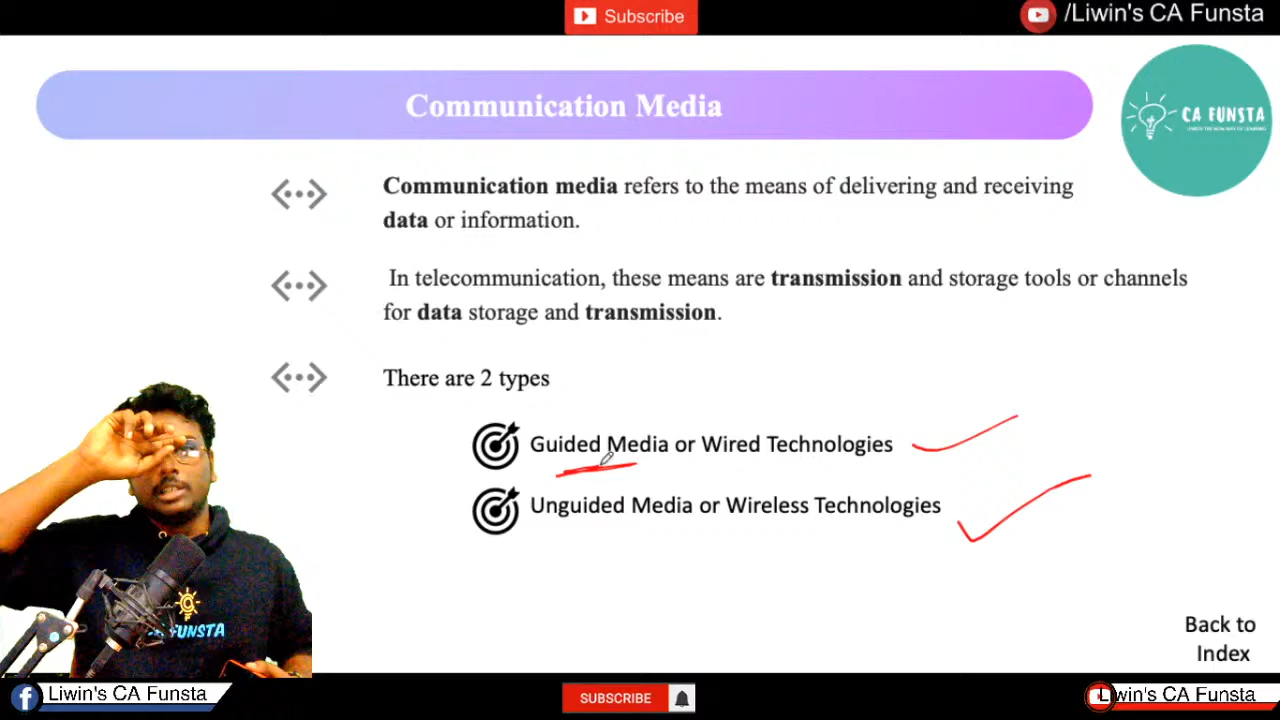 Subscribe
/Liwin's CA Funsta
Communication Media
CA FUNSTA
Communication media refers to the means of delivering and receiving
data or information.
In telecommunication, these means are transmission and storage tools or channels
for data storage and transmission.
There are 2 types
Guided Media or Wired Technologies
Unguided Media or Wireless Technologies
FUNSTA
Back to
Index
Liwin's CA Funsta
SUBSCRIBE
Liwin's CA Funsta